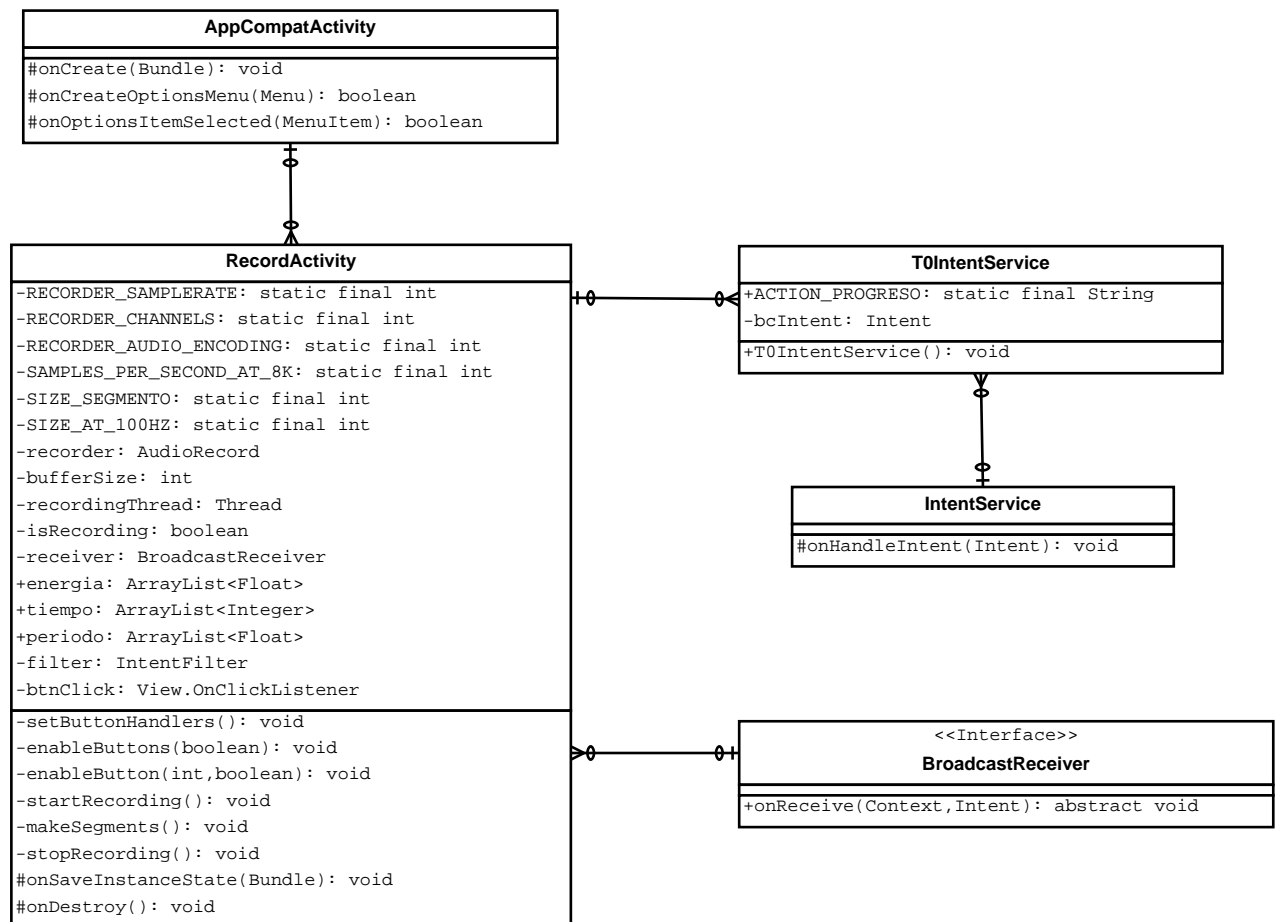 AppCompatActivity
#onCreate(Bundle): void
#onCreateOptionsMenu(Menu): boolean
#onOptionsItemSelected(MenuItem): boolean
RecordActivity
-RECORDER_SAMPLERATE: static final int
-RECORDER_CHANNELS: static final int
-RECORDER_AUDIO_ENCODING: static final int
-SAMPLES_PER_SECOND_AT_8K: static final int
-SIZE_SEGMENTO: static final int
-SIZE_AT_100HZ: static final int
-recorder: AudioRecord
-bufferSize: int
-recordingThread: Thread
-isRecording: boolean
-receiver: BroadcastReceiver
+energia: ArrayList<Float>
+tiempo: ArrayList<Integer>
+periodo: ArrayList<Float>
-filter: IntentFilter
-btnClick: View.OnClickListener
-setButtonHandlers(): void
-enableButtons(boolean): void
-enableButton(int,boolean): void
-startRecording(): void
-makeSegments(): void
-stopRecording(): void
#onSaveInstanceState(Bundle): void
#onDestroy(): void
T0IntentService
+ACTION_PROGRESO: static final String
-bcIntent: Intent
+T0IntentService(): void
IntentService
#onHandleIntent(Intent): void
<<Interface>>
BroadcastReceiver
+onReceive(Context,Intent): abstract void